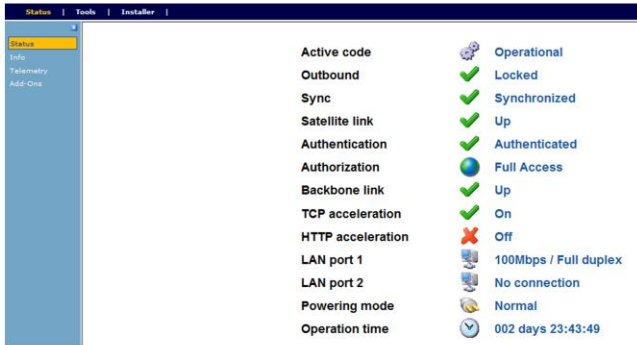 Status | Tools | Installer |
Status
Info
Telemetry
Add-Ons
Active code Operational
Outbound Locked
Sync Synchronized
Satellite link Up
Authentication Authenticated
Authorization Full Access
Backbone link Up
TCP acceleration On
HTTP acceleration Off
LAN port 1 100Mbps / Full duplex
LAN port 2 No connection
Powering mode Normal
Operation time 002 days 23:43:49